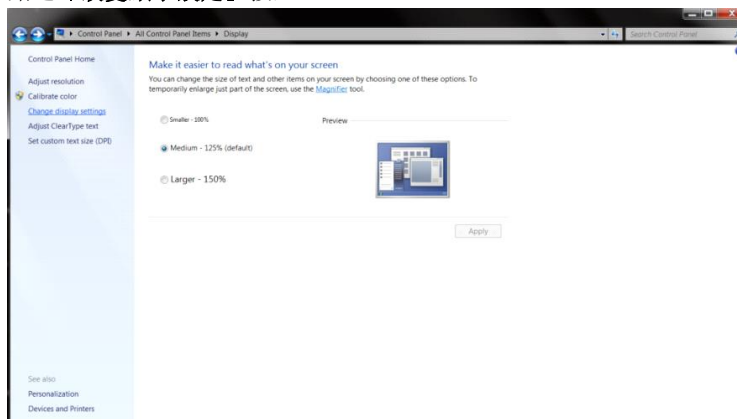 Control Panel ▸ All Control Panel Items ▸ Display
Search Control Panel
Control Panel Home
Adjust resolution
Calibrate color
Change display settings
Adjust ClearType text
Set custom text size (DPI)
Make it easier to read what's on your screen
You can change the size of text and other items on your screen by choosing one of these options. To
temporarily enlarge just part of the screen, use the Magnifier tool.
Smaller - 100%
Preview
Medium - 125% (default)
Larger - 150%
Apply
See also
Personalization
Devices and Printers